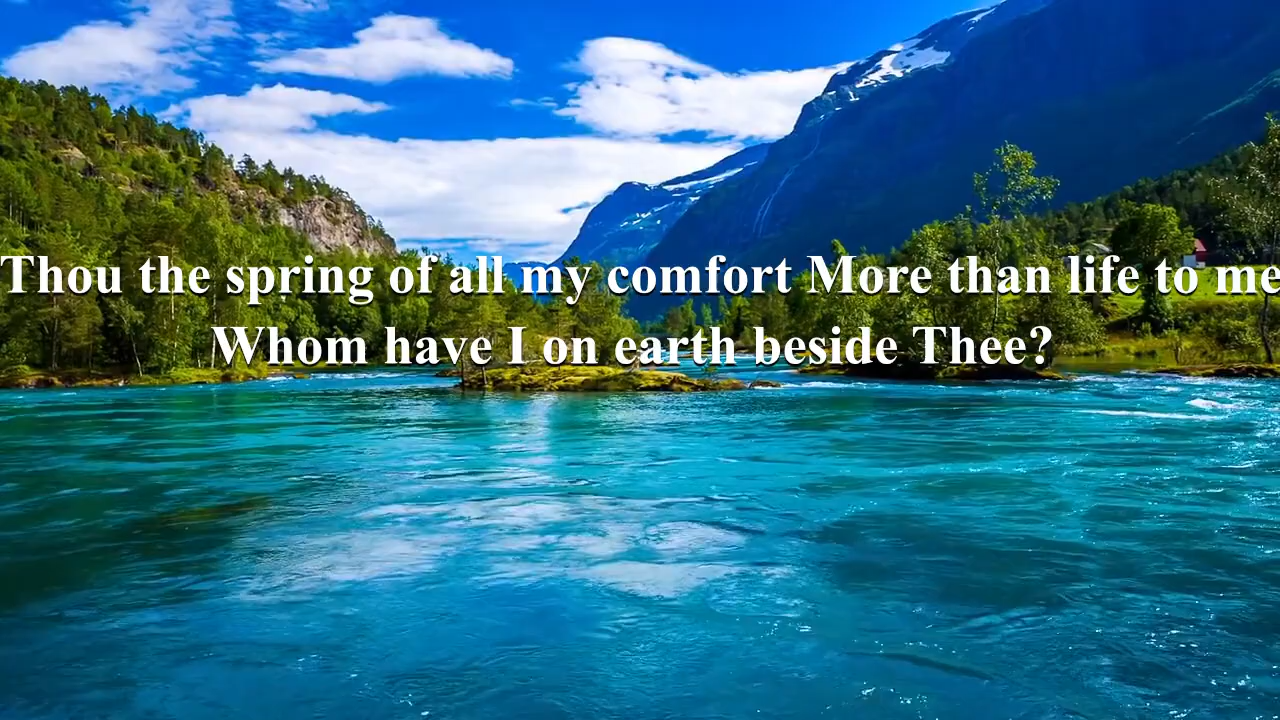 Thou the spring of all my comfort More than life to me
Whom have I on earth beside Thee?